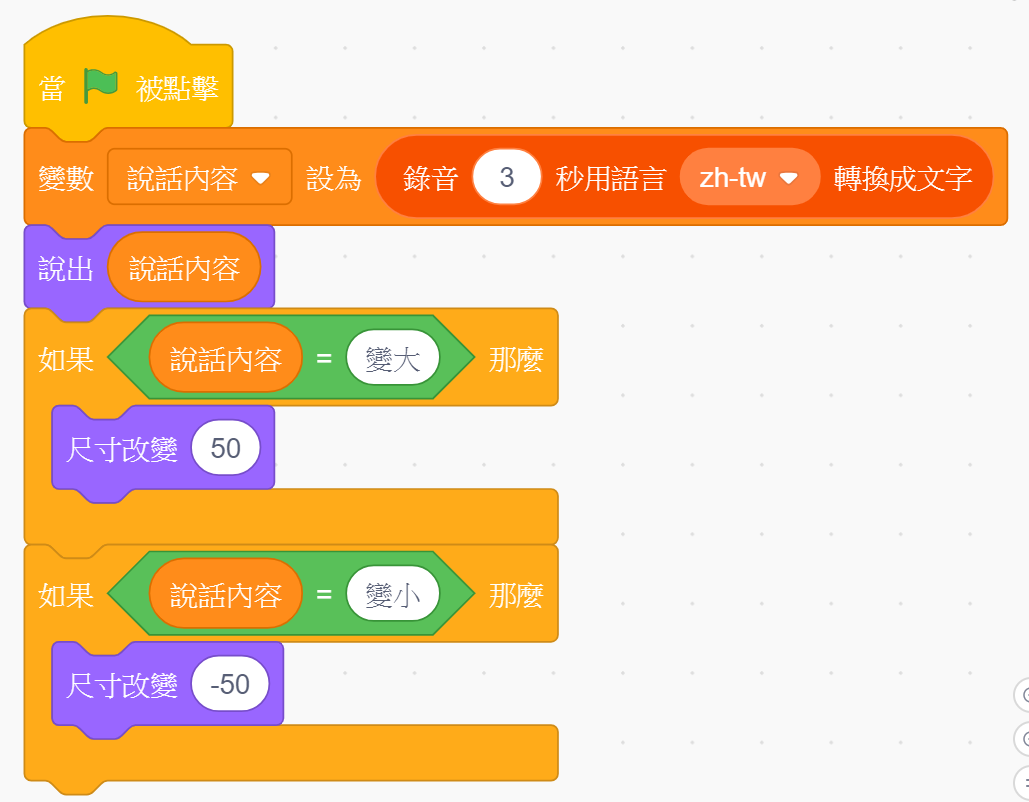 當 被點擊
變數 說話內容 設為 錄音 3 秒用語言 zh-tw 轉換成文字
說出 說話內容
如果 說話內容 = 變大 那麼
尺寸改變 50
如果 說話內容 = 變小 那麼
尺寸改變 -50